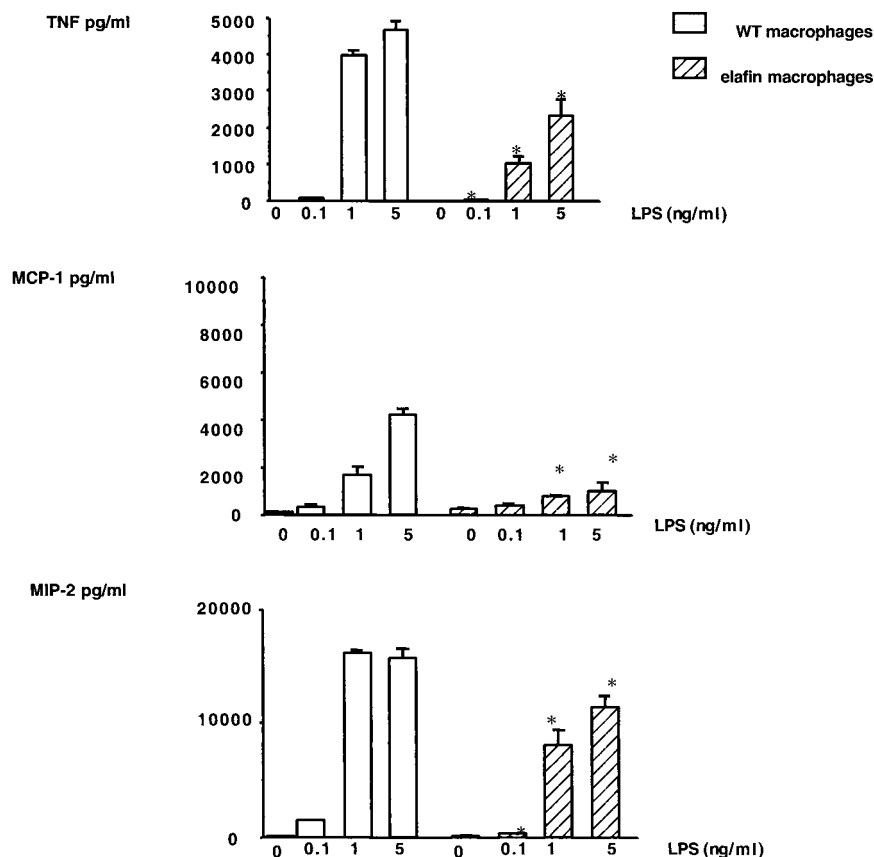 TNF pg/ml
5000
4000
3000
2000
1000
0
* * *
0 0.1 1 5 0 0.1 1 5 LPS (ng/ml)
WT macrophages
elafin macrophages
MCP-1 pg/ml
10000
8000
6000
4000
2000
0
* *
0 0.1 1 5 0 0.1 1 5 LPS (ng/ml)
MIP-2 pg/ml
20000
10000
0
* * *
0 0.1 1 5 0 0.1 1 5 LPS (ng/ml)